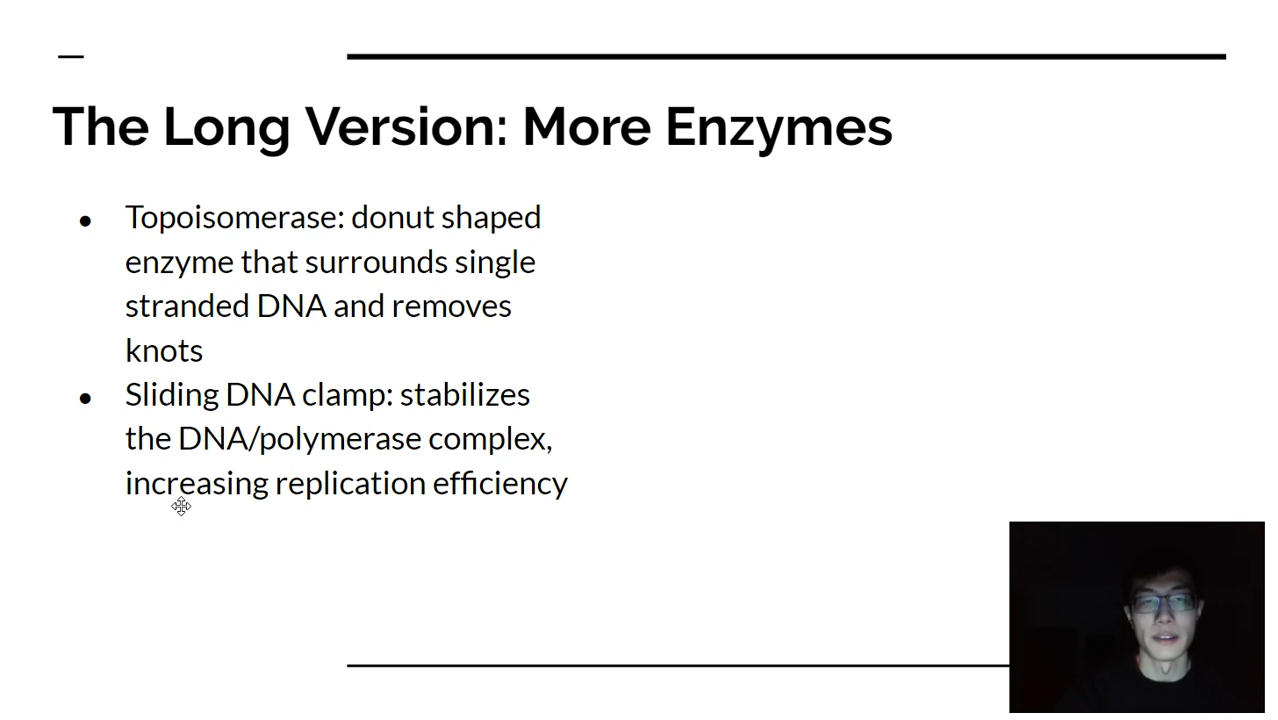 The Long Version: More Enzymes
● Topoisomerase: donut shaped
enzyme that surrounds single
stranded DNA and removes
knots
● Sliding DNA clamp: stabilizes
the DNA/polymerase complex,
increasing replication efficiency